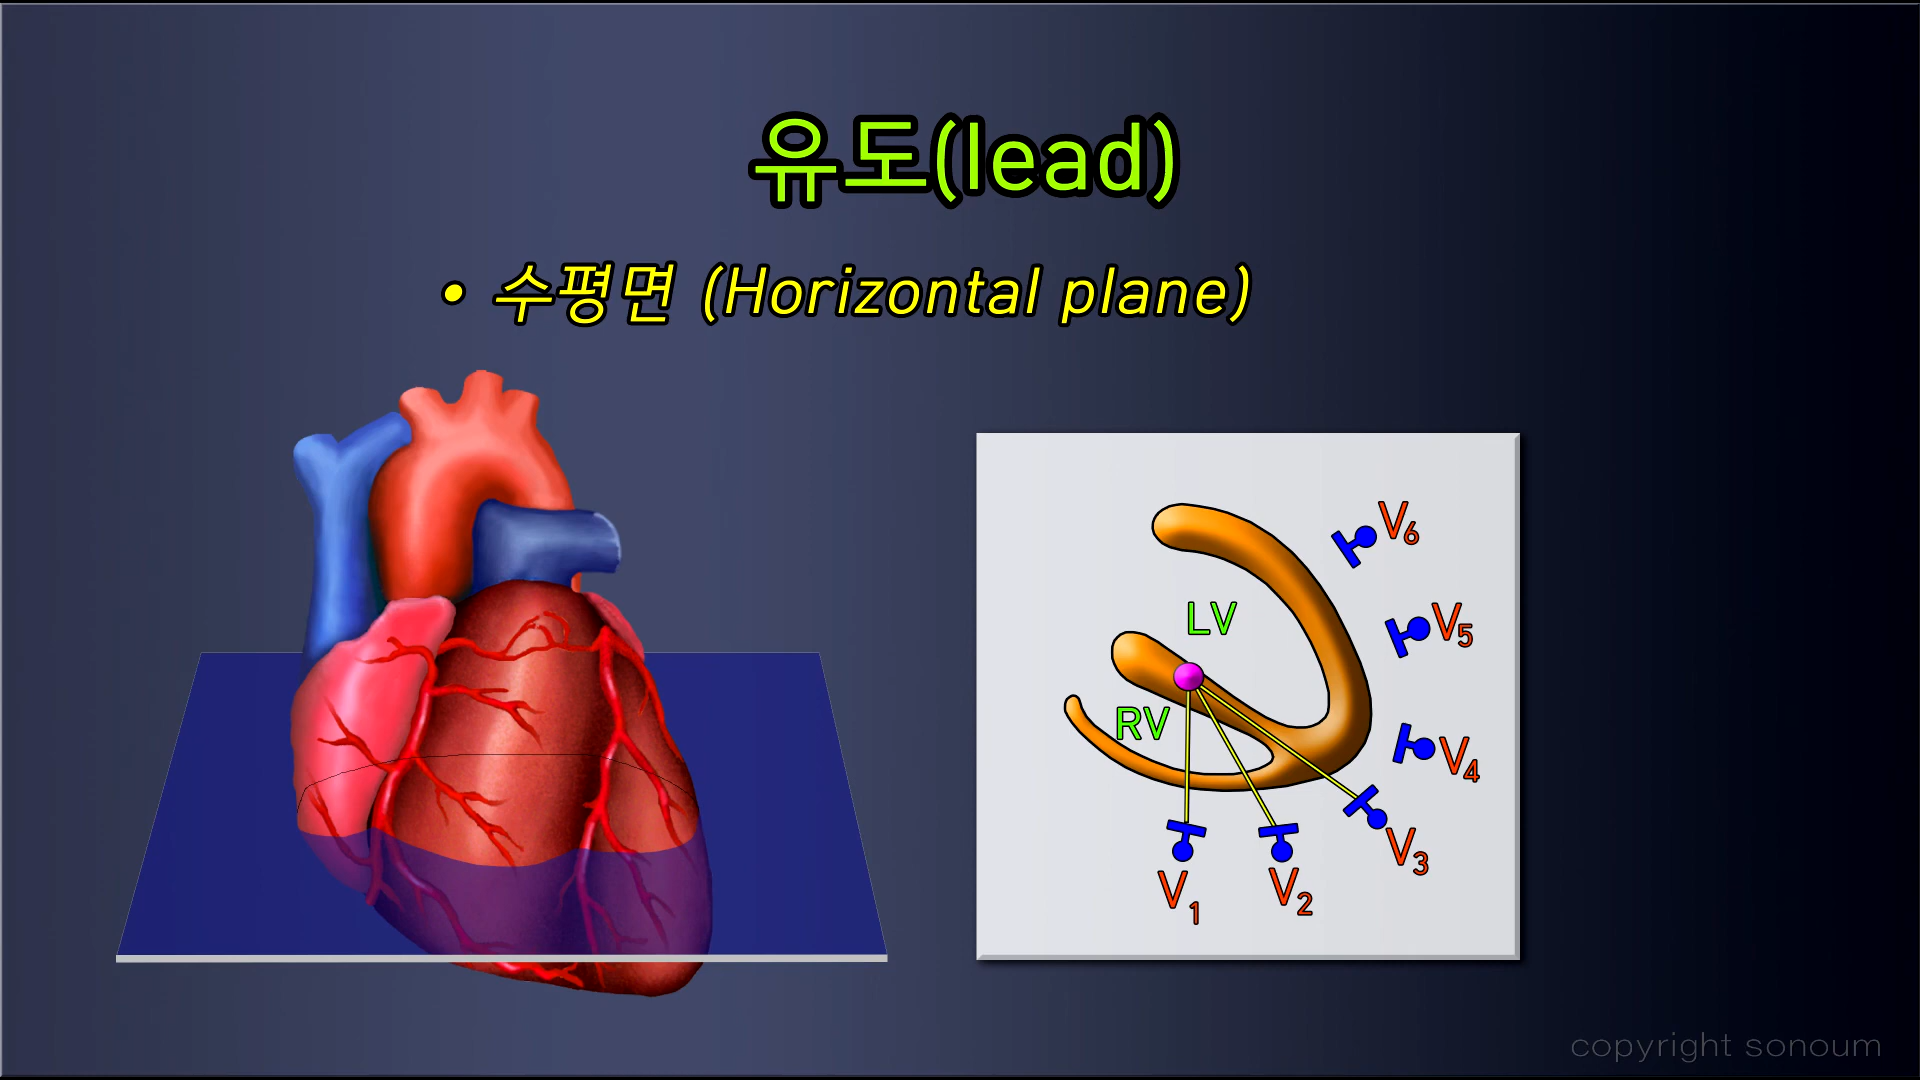 유도(lead)
• 수평면 (Horizontal plane)
V6
V5
LV
RV
V4
V3
V1
V2
copyright sonoum